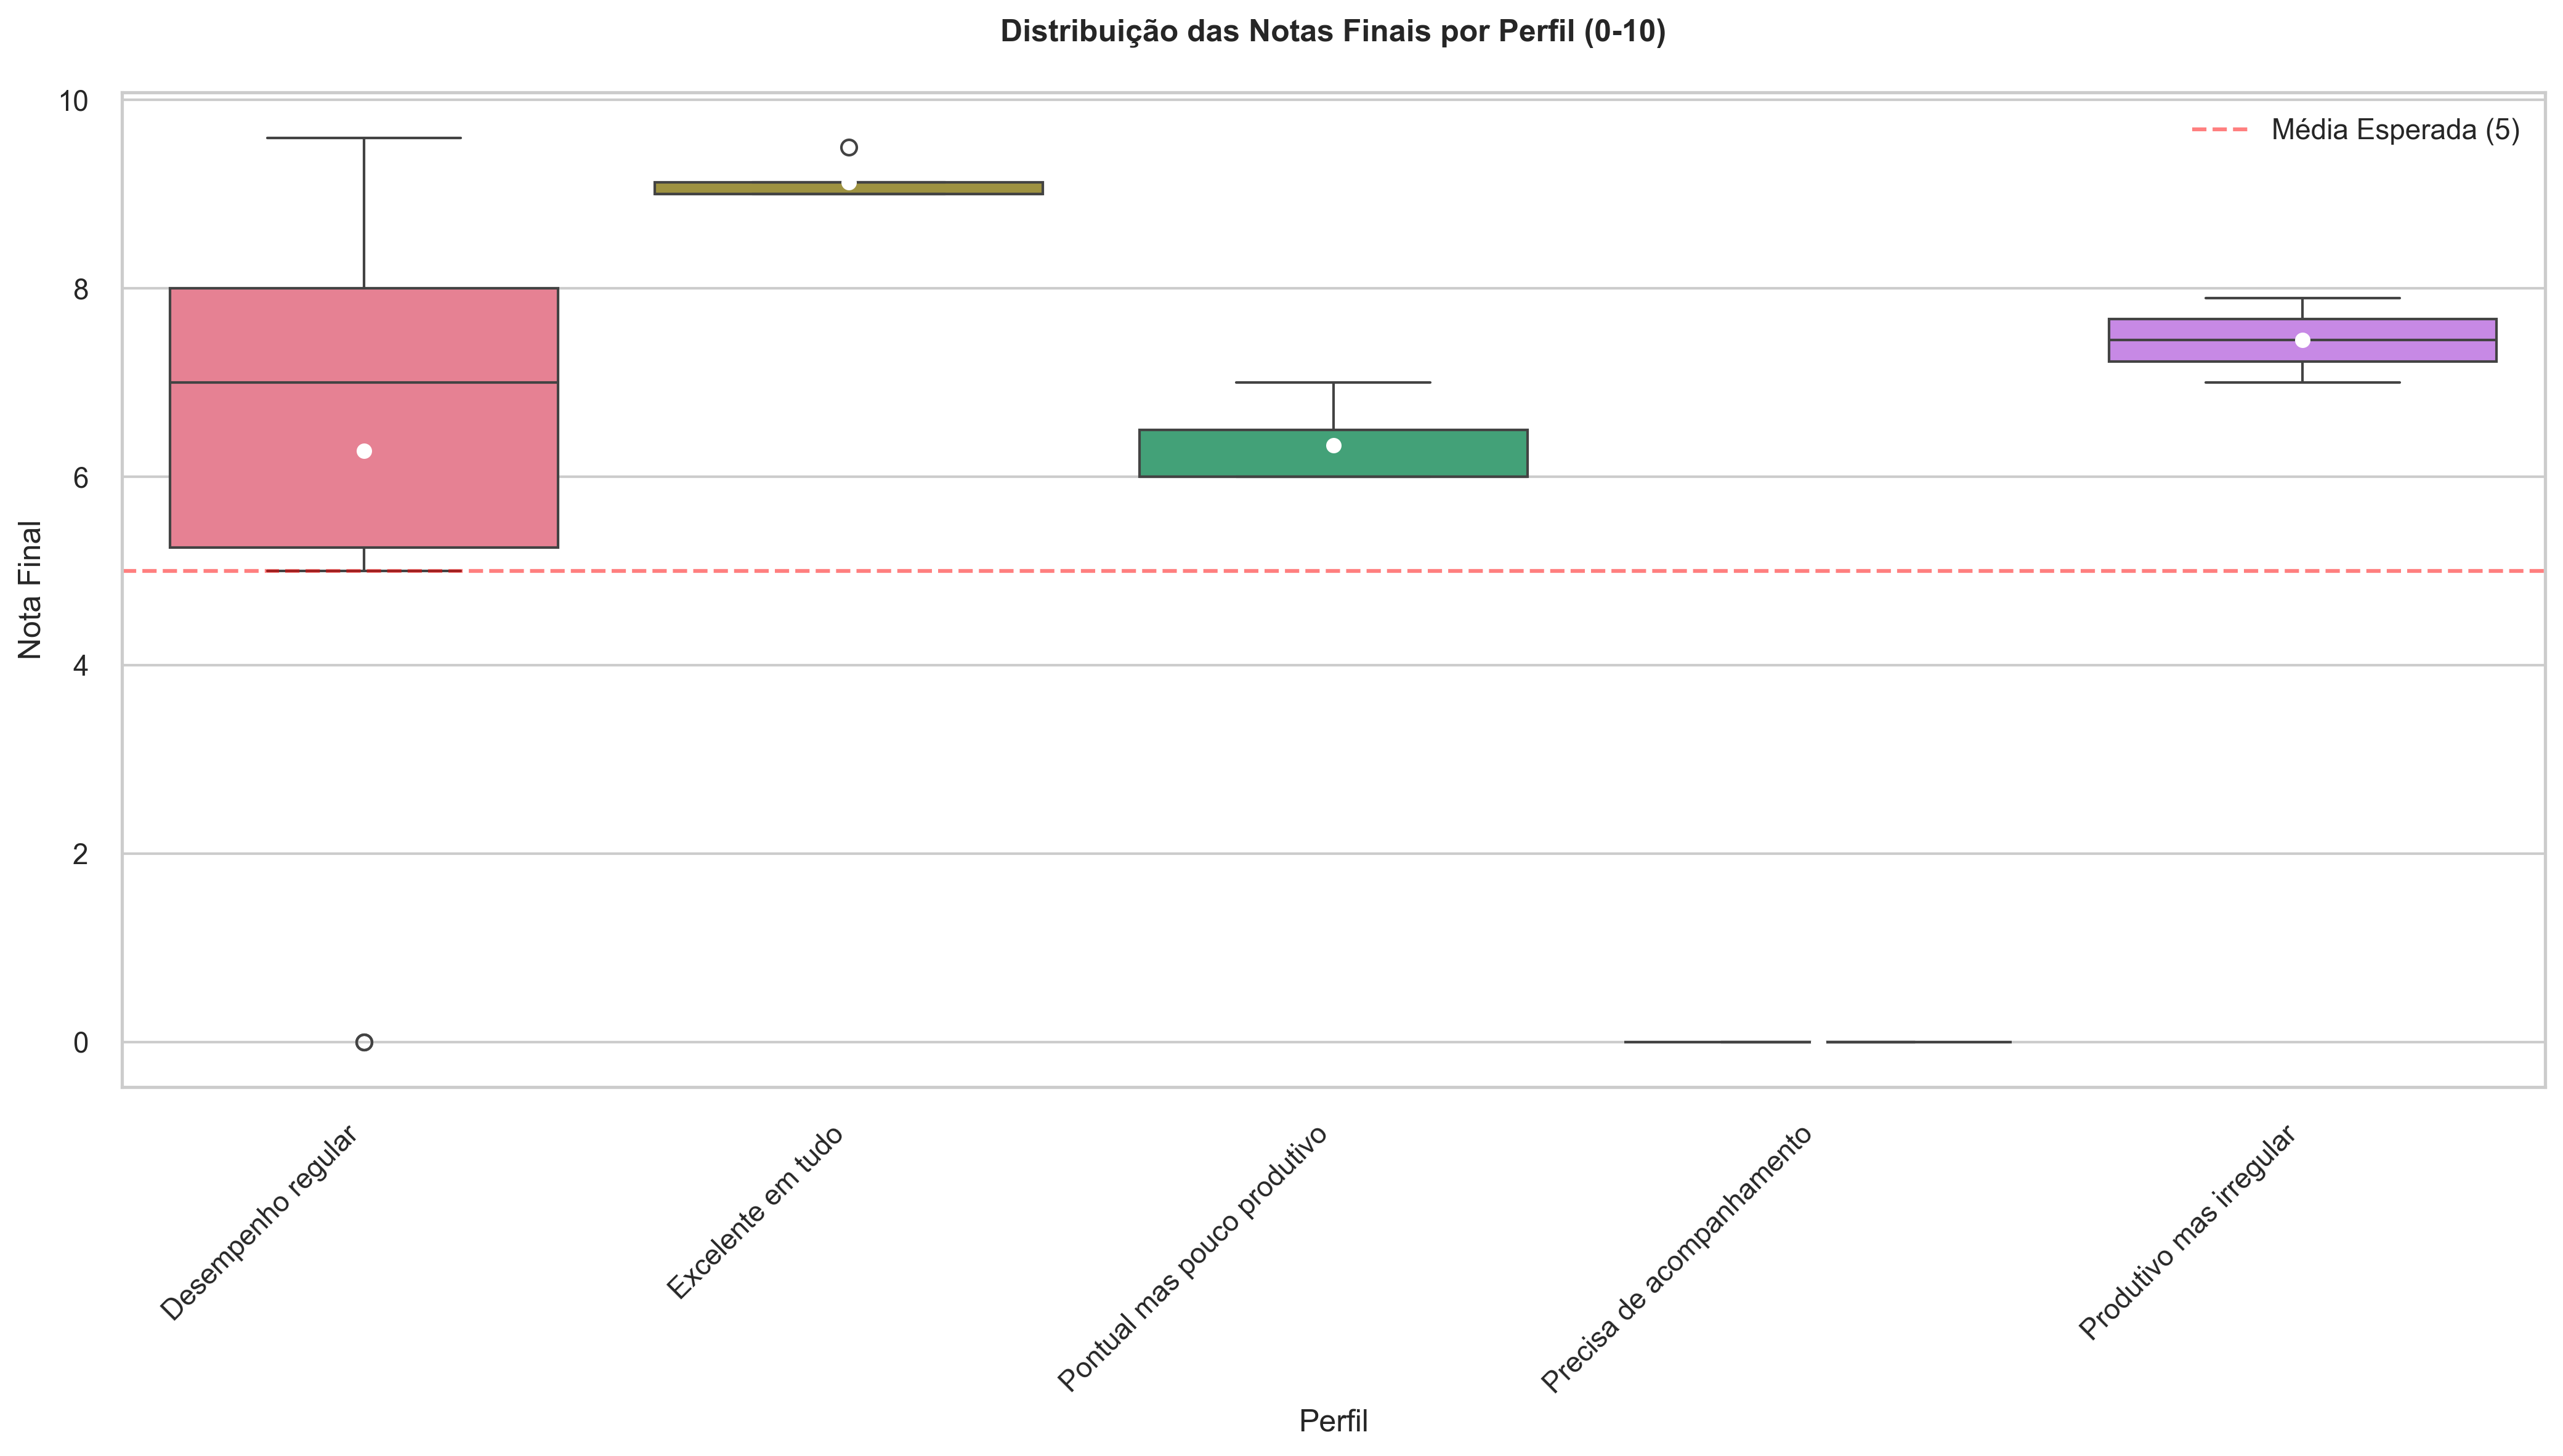 Distribuição das Notas Finais por Perfil (0-10)
Média Esperada (5)
Nota Final
10
8
6
4
2
0
Desempenho regular
Excelente em tudo
Pontual mas pouco produtivo
Precisa de acompanhamento
Produtivo mas irregular
Perfil